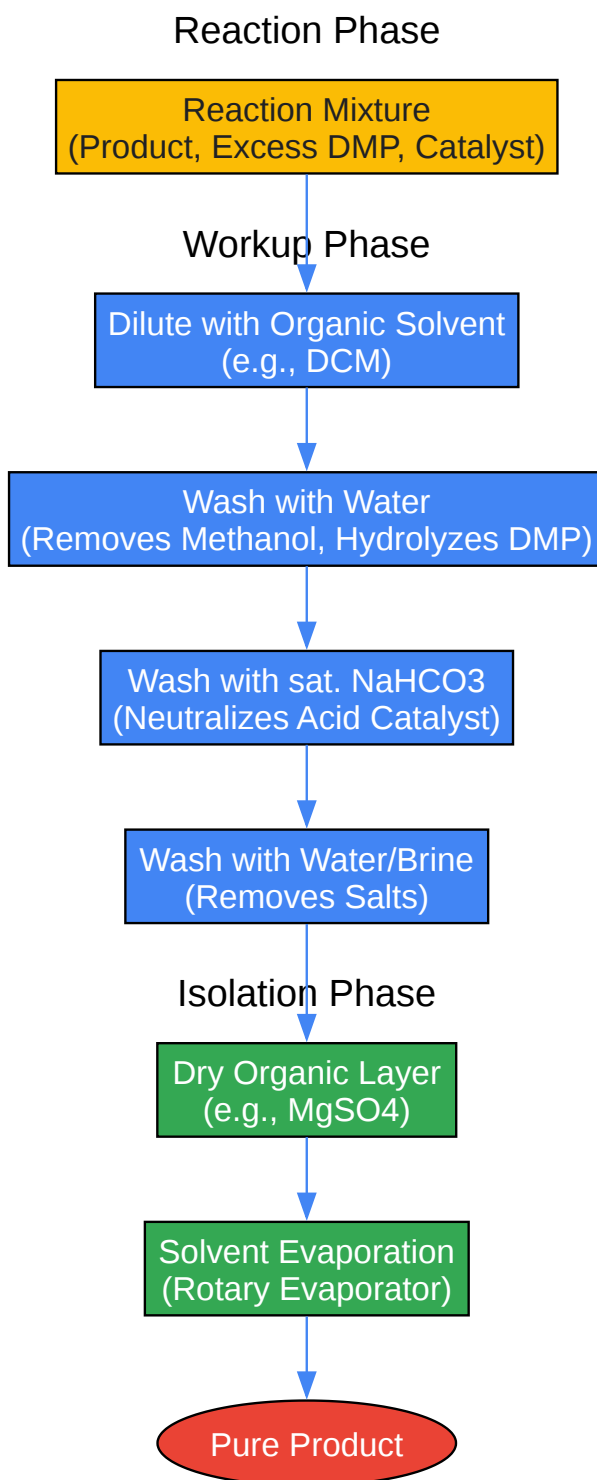 Reaction Phase
Reaction Mixture
(Product, Excess DMP, Catalyst)
Workup Phase
Dilute with Organic Solvent
(e.g., DCM)
Wash with Water
(Removes Methanol, Hydrolyzes DMP)
Wash with sat. NaHCO3
(Neutralizes Acid Catalyst)
Wash with Water/Brine
(Removes Salts)
Isolation Phase
Dry Organic Layer
(e.g., MgSO4)
Solvent Evaporation
(Rotary Evaporator)
Pure Product